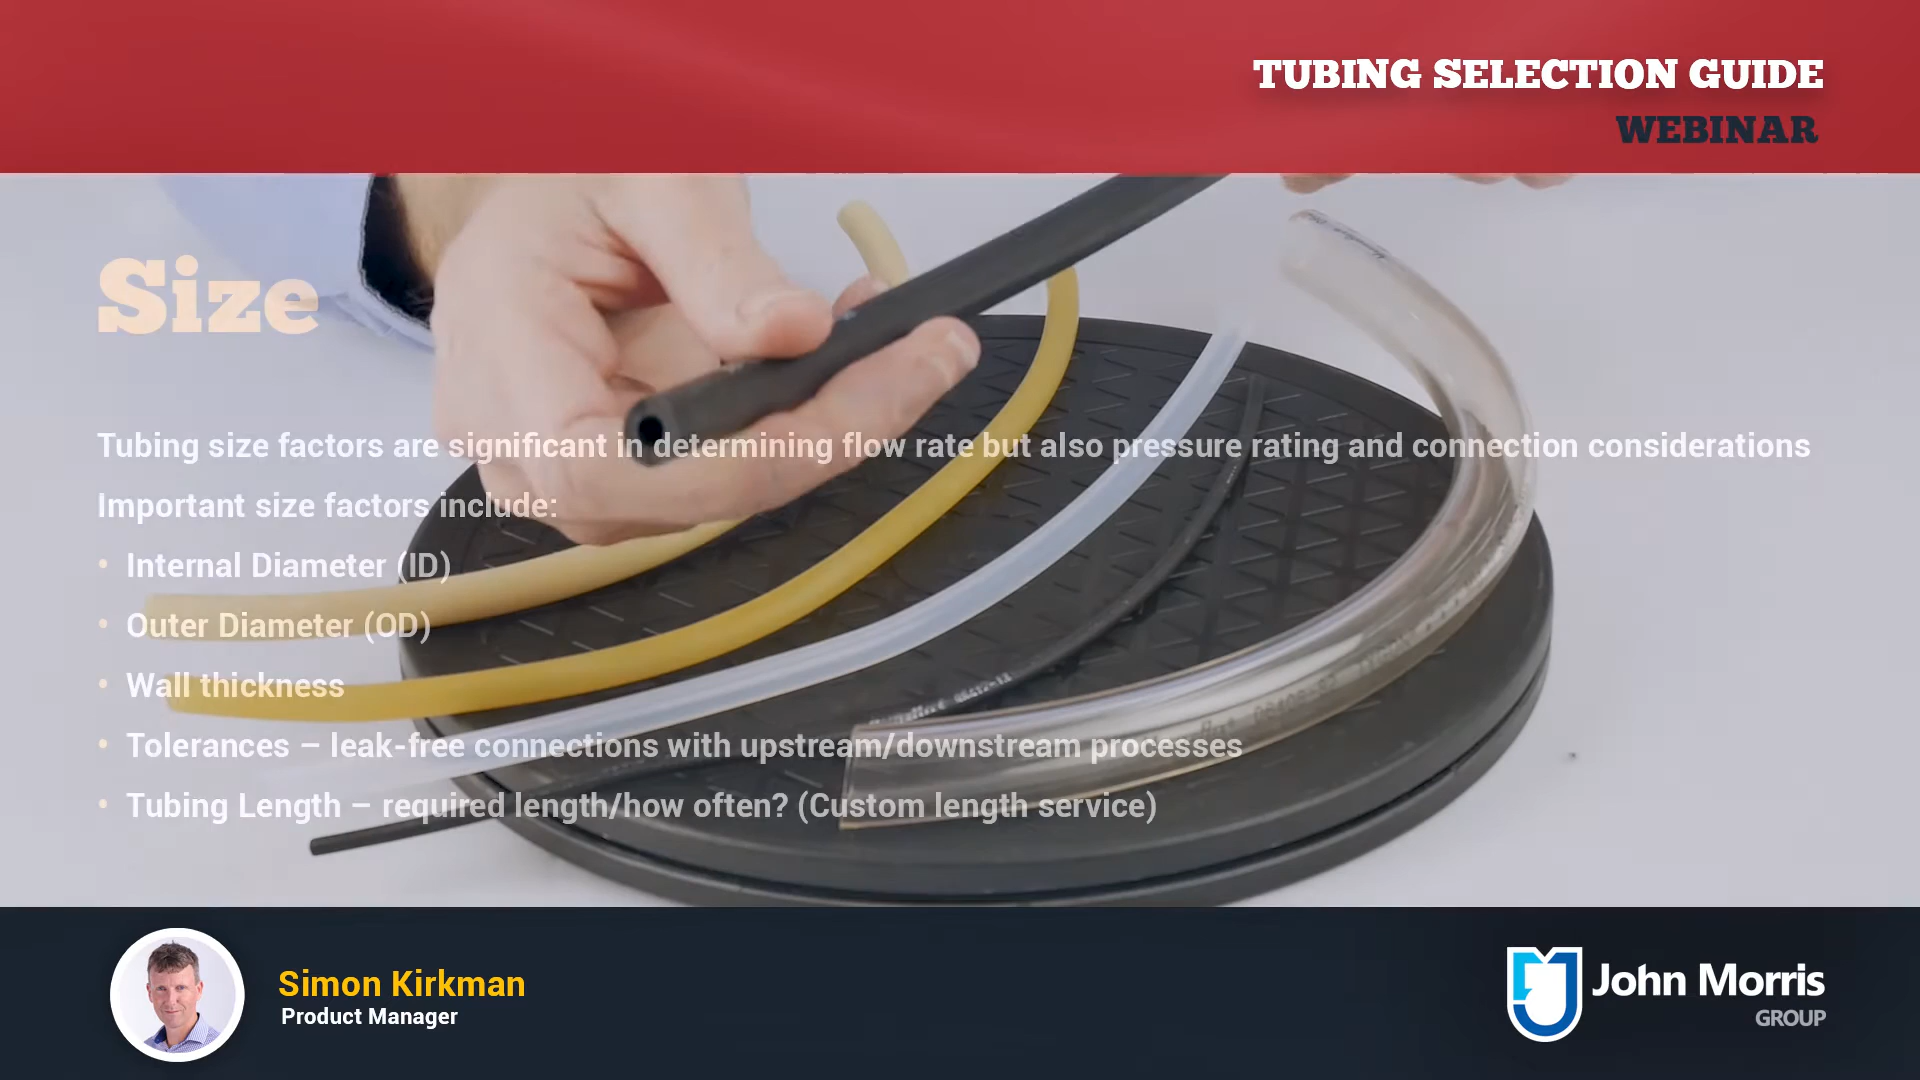 TUBING SELECTION GUIDE
WEBINAR
Size
Tubing size factors are significant in determining flow rate but also pressure rating and connection considerations
Important size factors include:
• Internal Diameter (ID)
• Outer Diameter (OD)
• Wall thickness
• Tolerances – leak-free connections with upstream/downstream processes
• Tubing Length – required length/how often? (Custom length service)
Simon Kirkman
Product Manager
John Morris
GROUP